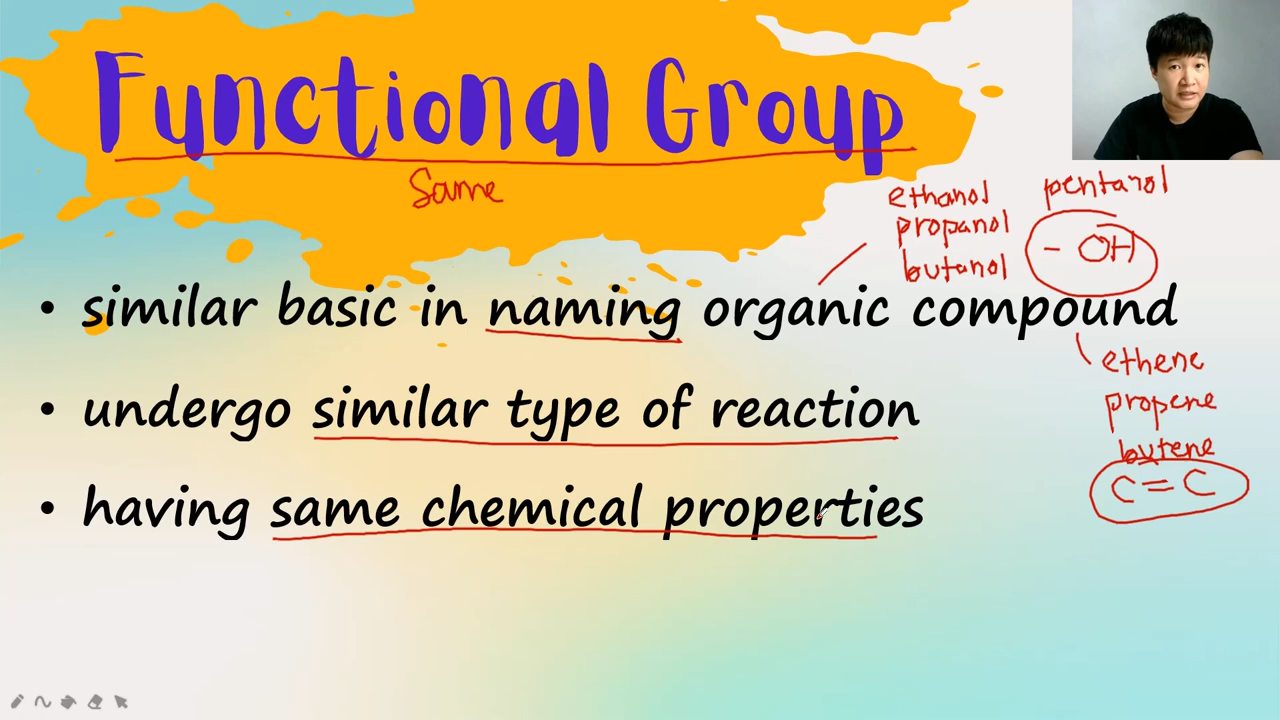 Functional Group
Same
ethanol
propanol
butanol
pentanol
- OH
• similar basic in naming organic compound
ethene
propene
butene
C = C
• undergo similar type of reaction
• having same chemical properties